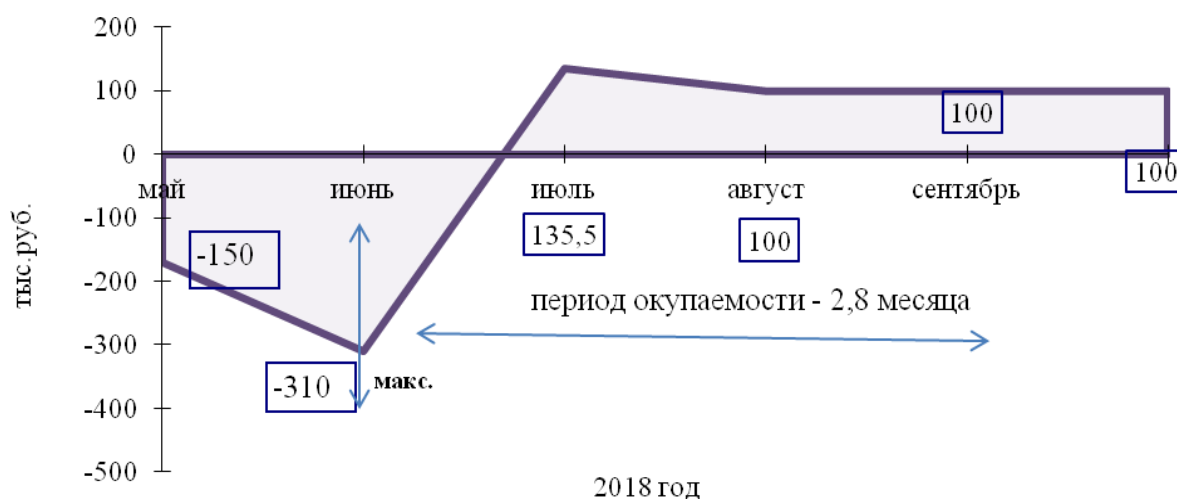 200
100
0
-100
-200
-300
-400
-500
тыс.руб.
май июнь июль август сентябрь
100
100
-150
135,5
100
период окупаемости - 2,8 месяца
-310
макс.
2018 год